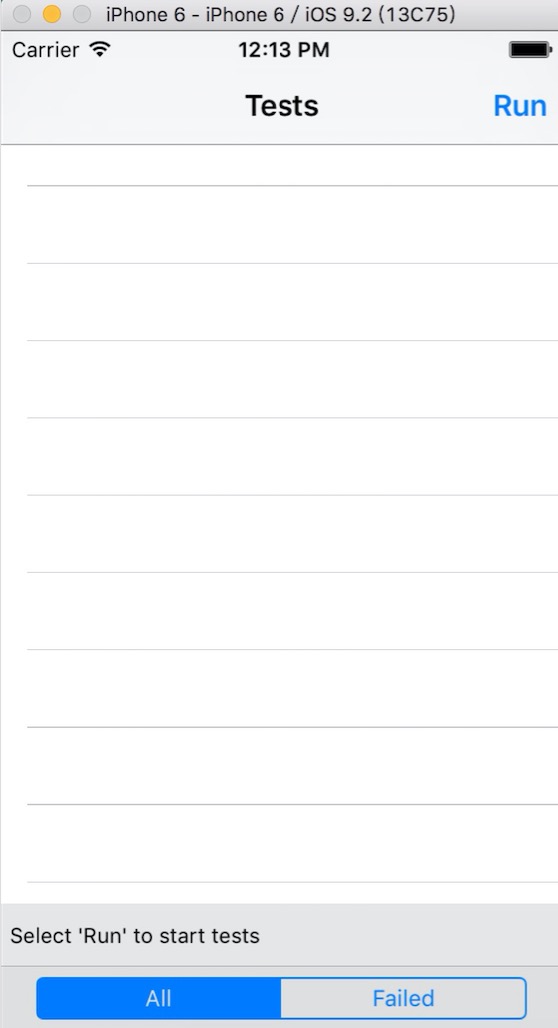 iPhone 6 - iPhone 6 / iOS 9.2 (13C75)
Carrier 12:13 PM
Tests Run
Select 'Run' to start tests
All Failed